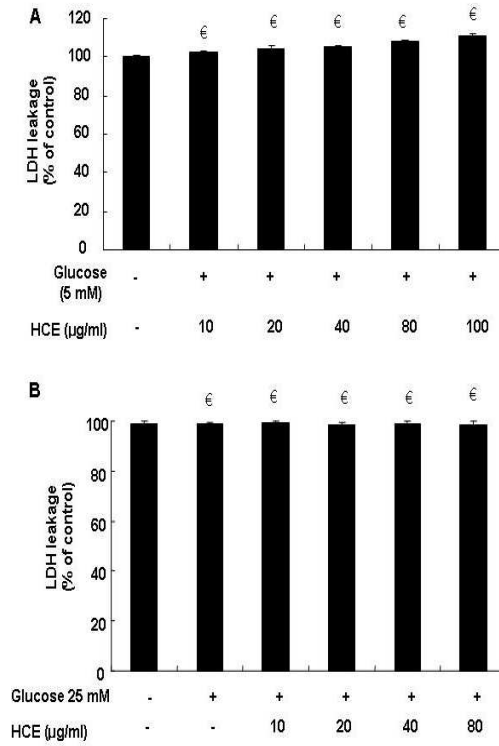 A
120
€ € € € €
100
80
60
40
20
0
LDH leakage
(% of control)
Glucose
(5 mM)
- + + + + +
HCE (µg/ml) - 10 20 40 80 100
B
€ € € € €
100
80
60
40
20
0
LDH leakage
(% of control)
Glucose 25 mM - + + + + +
HCE (µg/ml) - - 10 20 40 80